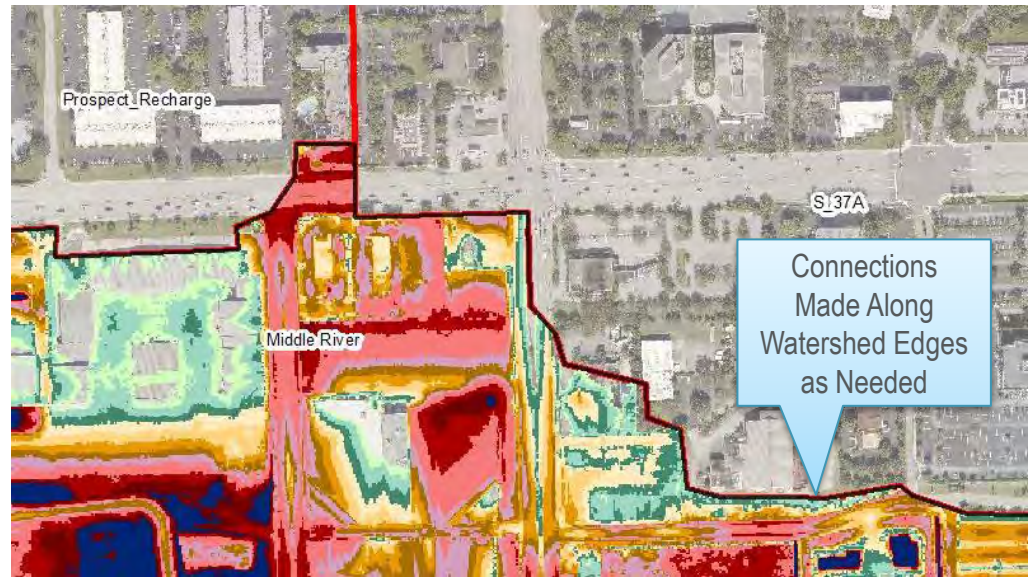 Prospect_Recharge
S_37A
Connections
Made Along
Watershed Edges
as Needed
Middle River